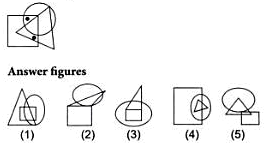 Answer figures
(1) (2) (3) (4) (5)